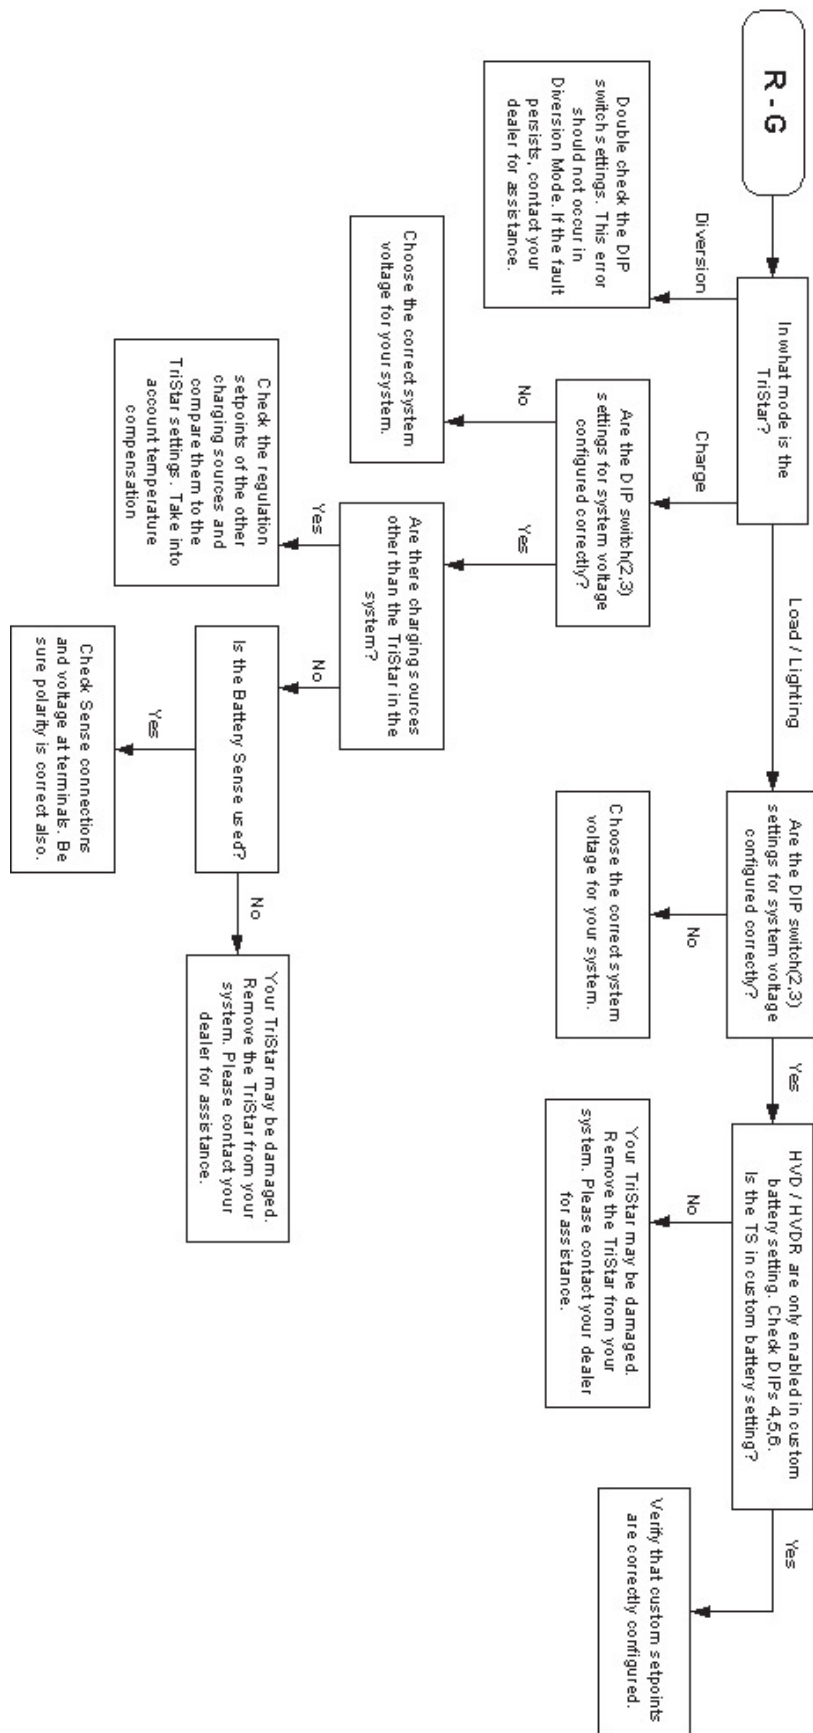 R - G
In what mode is the
TriStar?
Diversion
Double check the DIP
switch settings. This error
should not occur in
Diversion Mode. If the fault
persists, contact your
dealer for assistance.
Charge
Are the DIP switch(2,3)
settings for system voltage
configured correctly?
No
Choose the correct system
voltage for your system.
Yes
Are there charging sources
other than the TriStar in the
system?
Yes
Check the regulation
setpoints of the other
charging sources and
compare them to the
TriStar settings. Take into
account temperature
compensation
No
Is the Battery Sense used?
Yes
Check Sense connections
and voltage at terminals. Be
sure polarity is correct also.
No
Your TriStar may be damaged.
Remove the TriStar from your
system. Please contact your
dealer for assistance.
Load / Lighting
Are the DIP switch(2,3)
settings for system voltage
configured correctly?
No
Choose the correct system
voltage for your system.
Yes
HVD / HVDR are only enabled in custom
battery setting. Check DIPs 4,5,6.
Is the TS in custom battery setting?
No
Your TriStar may be damaged.
Remove the TriStar from your
system. Please contact your dealer
for assistance.
Yes
Verify that custom setpoints
are correctly configured.